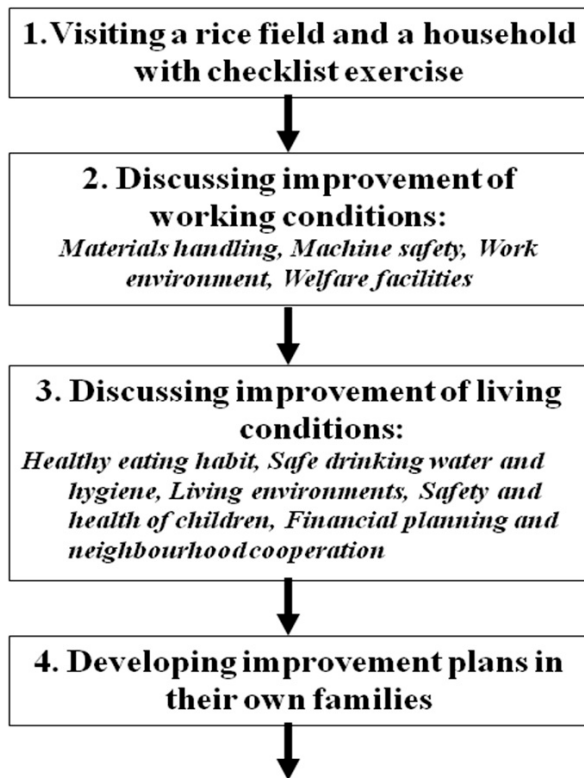 1.Visiting a rice field and a household
with checklist exercise
2. Discussing improvement of
working conditions:
Materials handling, Machine safety, Work
environment, Welfare facilities
3. Discussing improvement of living
conditions:
Healthy eating habit, Safe drinking water and
hygiene, Living environments, Safety and
health of children, Financial planning and
neighbourhood cooperation
4. Developing improvement plans in
their own families